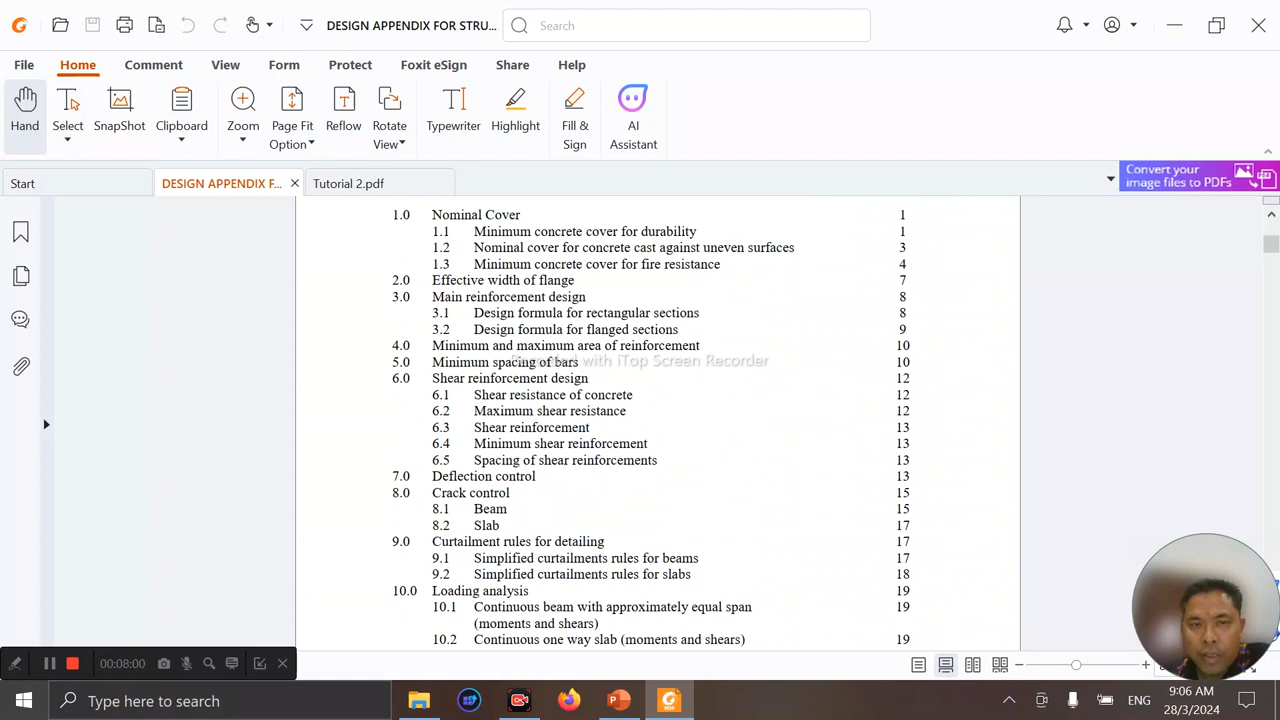 DESIGN APPENDIX FOR STRU...
Search
File
Home
Comment
View
Form
Protect
Foxit eSign
Share
Help
Hand
Select
SnapShot
Clipboard
Zoom
Page Fit
Option
Reflow
Rotate
View
Typewriter
Highlight
Fill &
Sign
AI
Assistant
Start
DESIGN APPENDIX F...
Tutorial 2.pdf
Convert your
image files to PDFs
1.0 Nominal Cover 1
1.1 Minimum concrete cover for durability 1
1.2 Nominal cover for concrete cast against uneven surfaces 3
1.3 Minimum concrete cover for fire resistance 4
2.0 Effective width of flange 7
3.0 Main reinforcement design 8
3.1 Design formula for rectangular sections 8
3.2 Design formula for flanged sections 9
4.0 Minimum and maximum area of reinforcement 10
Recorded with iTop Screen Recorder
5.0 Minimum spacing of bars 10
6.0 Shear reinforcement design 12
6.1 Shear resistance of concrete 12
6.2 Maximum shear resistance 12
6.3 Shear reinforcement 13
6.4 Minimum shear reinforcement 13
6.5 Spacing of shear reinforcements 13
7.0 Deflection control 13
8.0 Crack control 15
8.1 Beam 15
8.2 Slab 17
9.0 Curtailment rules for detailing 17
9.1 Simplified curtailments rules for beams 17
9.2 Simplified curtailments rules for slabs 18
10.0 Loading analysis 19
10.1 Continuous beam with approximately equal span 19
(moments and shears)
10.2 Continuous one way slab (moments and shears) 19
00:08:00
Type here to search
ENG
9:06 AM
28/3/2024